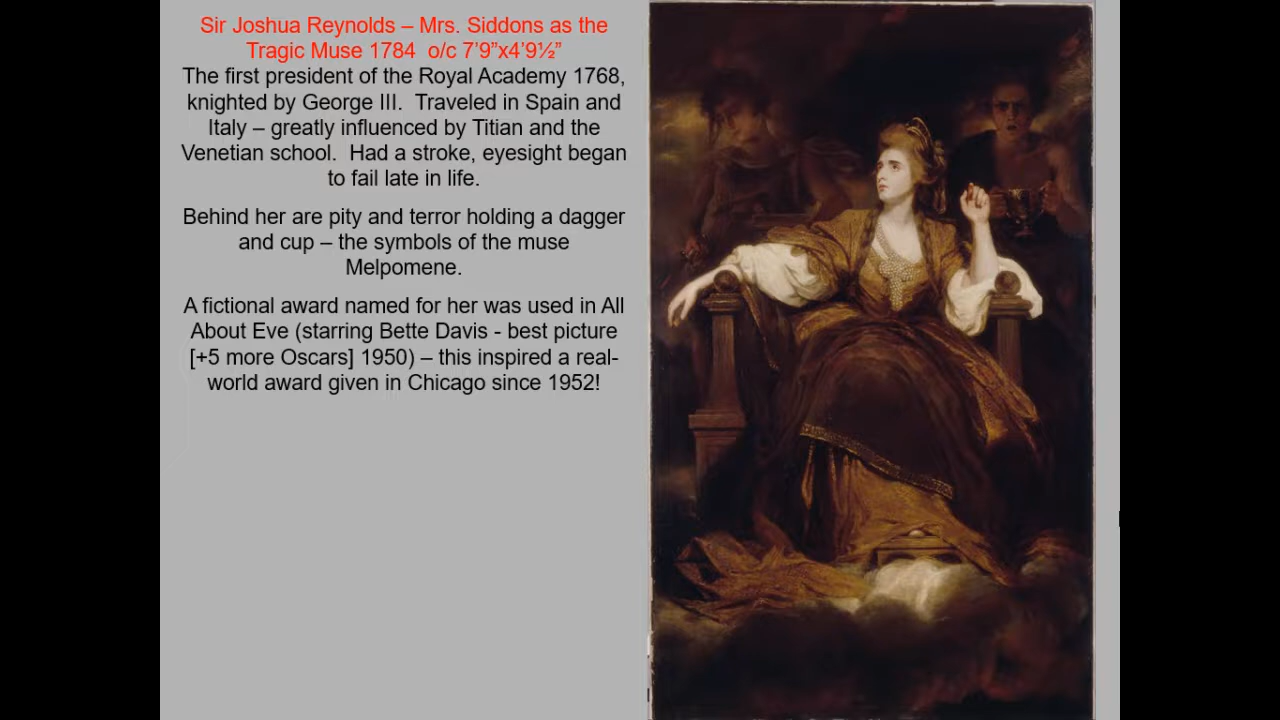 Sir Joshua Reynolds – Mrs. Siddons as the
Tragic Muse 1784  o/c 7’9”x4’9½”
The first president of the Royal Academy 1768,
knighted by George III.  Traveled in Spain and
Italy – greatly influenced by Titian and the
Venetian school.  Had a stroke, eyesight began
to fail late in life.
Behind her are pity and terror holding a dagger
and cup – the symbols of the muse
Melpomene.
A fictional award named for her was used in All
About Eve (starring Bette Davis - best picture
[+5 more Oscars] 1950) – this inspired a real-
world award given in Chicago since 1952!